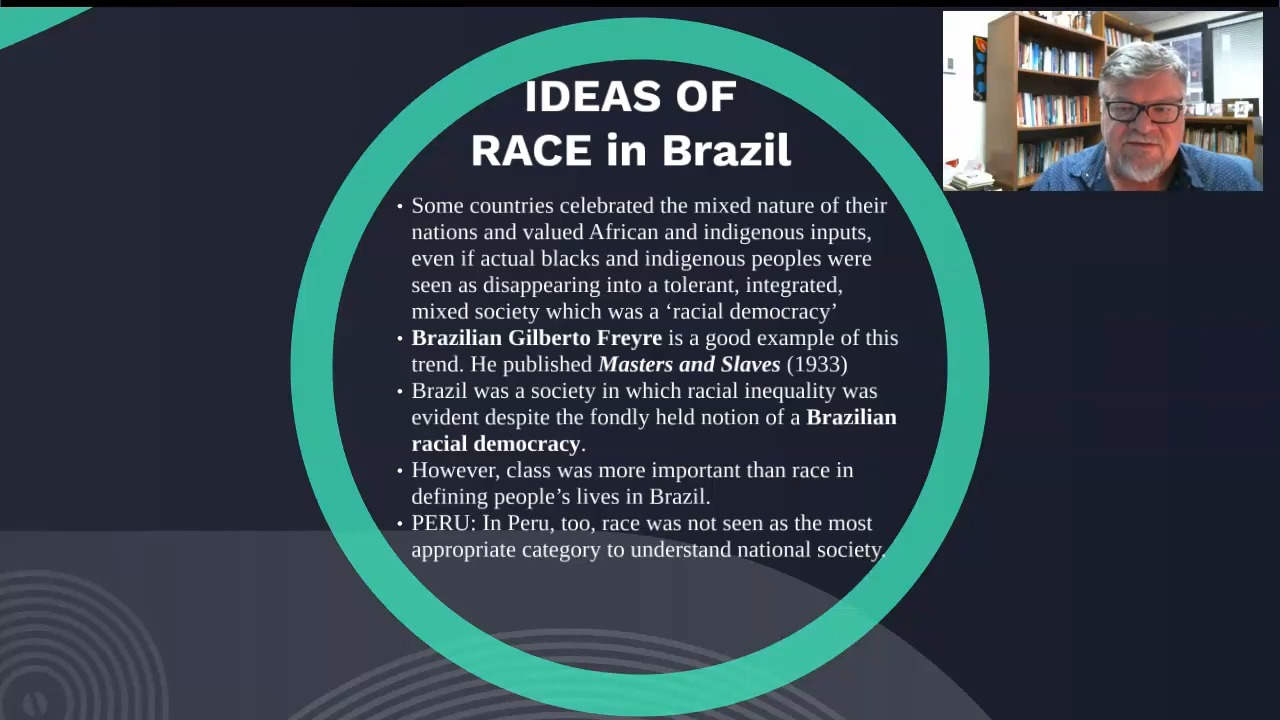 IDEAS OF
RACE in Brazil
• Some countries celebrated the mixed nature of their
nations and valued African and indigenous inputs,
even if actual blacks and indigenous peoples were
seen as disappearing into a tolerant, integrated,
mixed society which was a ‘racial democracy’
• Brazilian Gilberto Freyre is a good example of this
trend. He published Masters and Slaves (1933)
• Brazil was a society in which racial inequality was
evident despite the fondly held notion of a Brazilian
racial democracy.
• However, class was more important than race in
defining people’s lives in Brazil.
• PERU: In Peru, too, race was not seen as the most
appropriate category to understand national society.